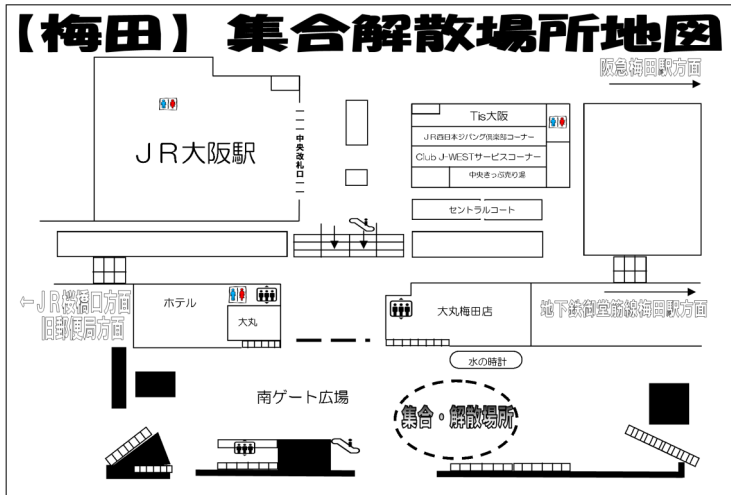 【梅田】集合解散場所地図
阪急梅田駅方面
JR大阪駅
中央改札口
Tis大阪
JR西日本ジパング倶楽部コーナー
Club J-WESTサービスコーナー
中央きっぷ売り場
セントラルコート
←JR桜橋口方面
旧郵便局方面
ホテル
大丸
大丸梅田店
地下鉄御堂筋線梅田駅方面
水の時計
南ゲート広場
集合・解散場所